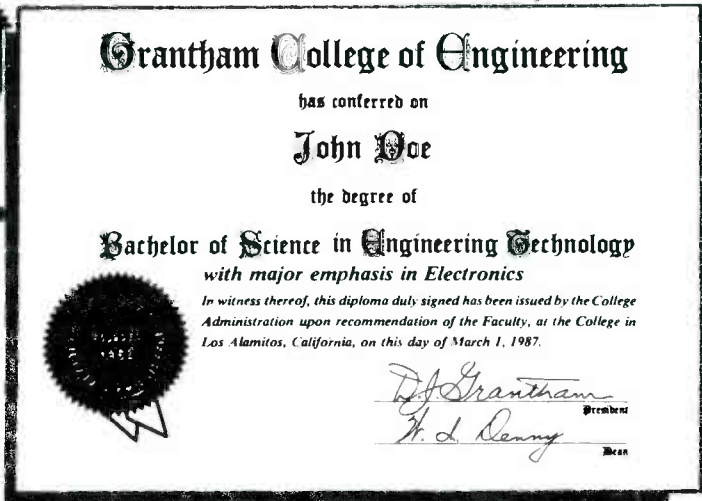 Grantham College of Engineering
has conferred on
John Doe
the degree of
Bachelor of Science in Engineering Technology
with major emphasis in Electronics
In witness thereof, this diploma duly signed has been issued by the College
Administration upon recommendation of the Faculty, at the College in
Los Alamitos, California, on this day of March 1, 1987.
D. J. Grantham
President
W. L. Denny
Dean